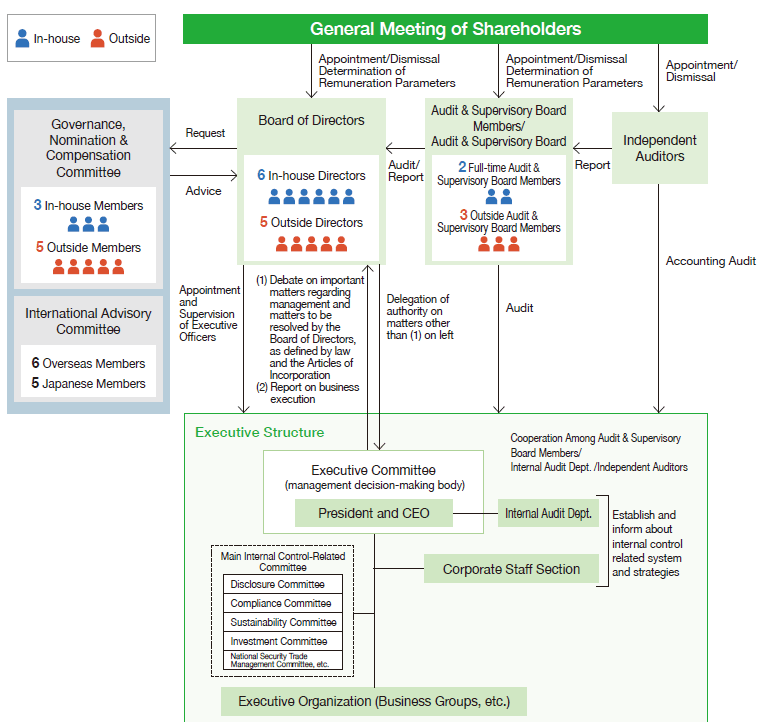 In-house
Outside
General Meeting of Shareholders
Appointment/Dismissal
Determination of
Remuneration Parameters
Appointment/Dismissal
Determination of
Remuneration Parameters
Appointment/
Dismissal
Governance,
Nomination &
Compensation
Committee
3 In-house Members
5 Outside Members
International Advisory
Committee
6 Overseas Members
5 Japanese Members
Request
Advice
Board of Directors
6 In-house Directors
5 Outside Directors
Audit/
Report
Audit & Supervisory Board
Members/
Audit & Supervisory Board
2 Full-time Audit &
Supervisory Board Members
3 Outside Audit &
Supervisory Board Members
Report
Independent
Auditors
Appointment
and
Supervision
of Executive
Officers
(1) Debate on important
matters regarding
management and
matters to be
resolved by the
Board of Directors,
as defined by law
and the Articles of
Incorporation
(2) Report on business
execution
Delegation of
authority on
matters other
than (1) on left
Audit
Accounting Audit
Executive Structure
Cooperation Among Audit & Supervisory
Board Members/
Internal Audit Dept. /Independent Auditors
Executive Committee
(management decision-making body)
President and CEO
Internal Audit Dept.
Establish and
inform about
internal control
related system
and strategies
Corporate Staff Section
Main Internal Control-Related
Committee
Disclosure Committee
Compliance Committee
Sustainability Committee
Investment Committee
National Security Trade
Management Committee, etc.
Executive Organization (Business Groups, etc.)